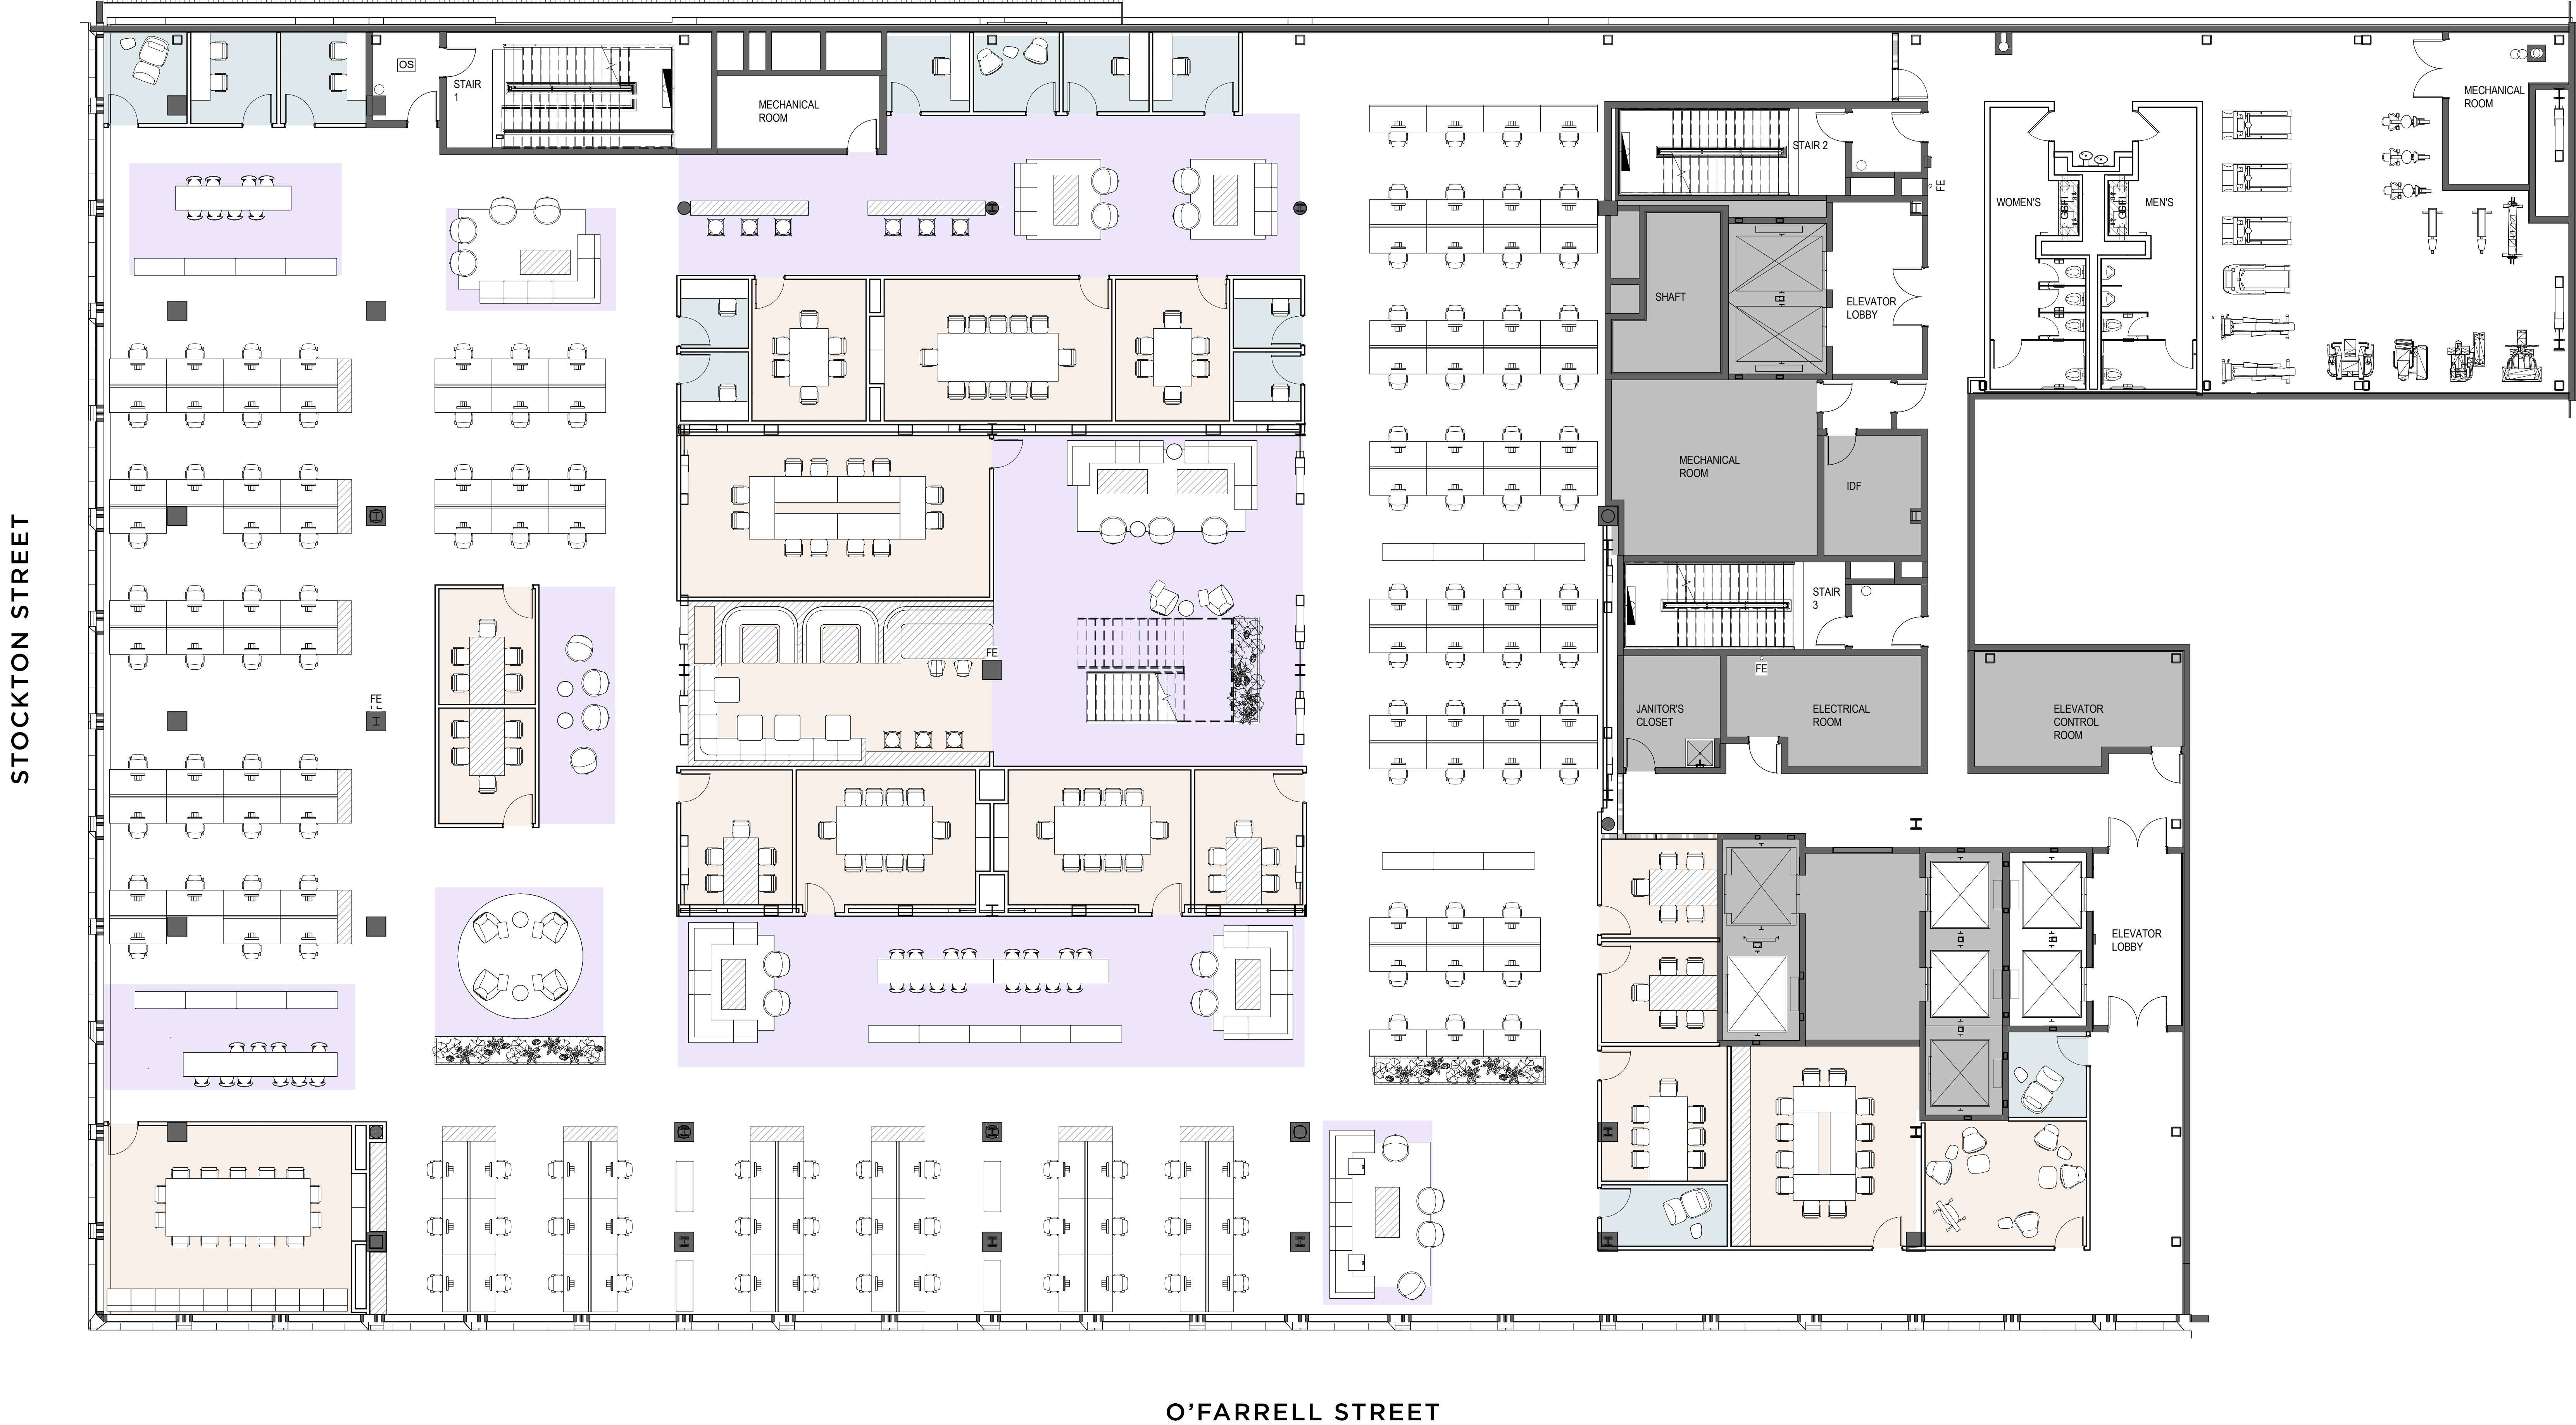 OS
STAIR
1
MECHANICAL
ROOM
MECHANICAL
ROOM
STAIR 2
FE
WOMEN'S
MEN'S
SHAFT
ELEVATOR
LOBBY
MECHANICAL
ROOM
IDF
STAIR
3
FE
FE
FE
JANITOR'S
CLOSET
ELECTRICAL
ROOM
ELEVATOR
CONTROL
ROOM
ELEVATOR
LOBBY
STOCKTON STREET
O'FARRELL STREET